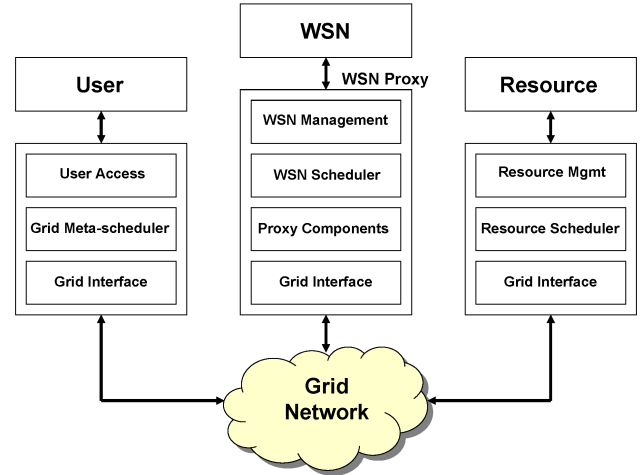 WSN
User
WSN Proxy
Resource
WSN Management
User Access
WSN Scheduler
Resource Mgmt
Grid Meta-scheduler
Proxy Components
Resource Scheduler
Grid Interface
Grid Interface
Grid Interface
Grid
Network